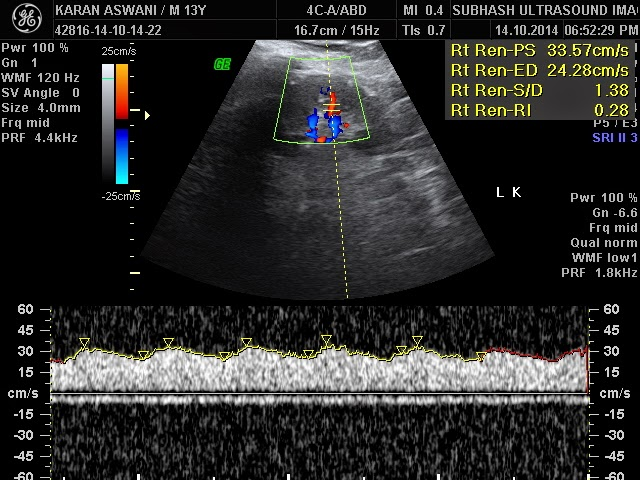 KARAN ASWANI / M 13Y 4C-A/ABD MI 0.4 SUBHASH ULTRASOUND IMA
42816-14-10-14-22 16.7cm / 15Hz TIs 0.7 14.10.2014 06:52:29 PM
Pwr 100 %
Gn 1
WMF 120 Hz
SV Angle 0
Size 4.0mm
Frq mid
PRF 4.4kHz
25cm/s
-25cm/s
GE
Rt Ren-PS 33.57cm/s
Rt Ren-ED 24.28cm/s
Rt Ren-S/D 1.38
Rt Ren-RI 0.28
P5 / E3
SRI II 3
L K
Pwr 100 %
Gn -6.6
Frq mid
Qual norm
WMF low1
PRF 1.8kHz
60 60
45 45
30 30
15 15
cm/s cm/s
-15 -15
-30 -30
-45 -45
-60 -60